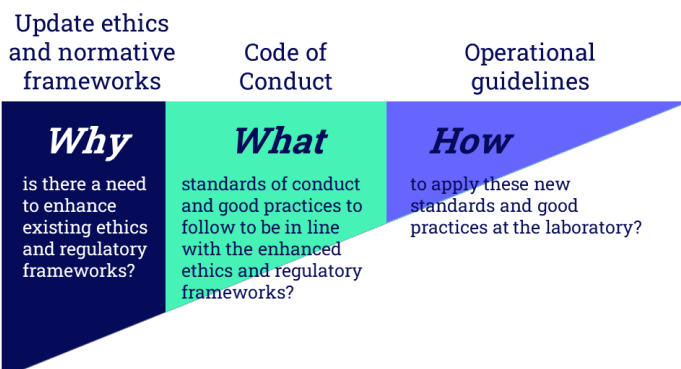 Update ethics
and normative
frameworks
Code of
Conduct
Operational
guidelines
Why
is there a need
to enhance
existing ethics
and regulatory
frameworks?
What
standards of conduct
and good practices to
follow to be in line
with the enhanced
ethics and regulatory
frameworks?
How
to apply these new
standards and good
practices at the laboratory?